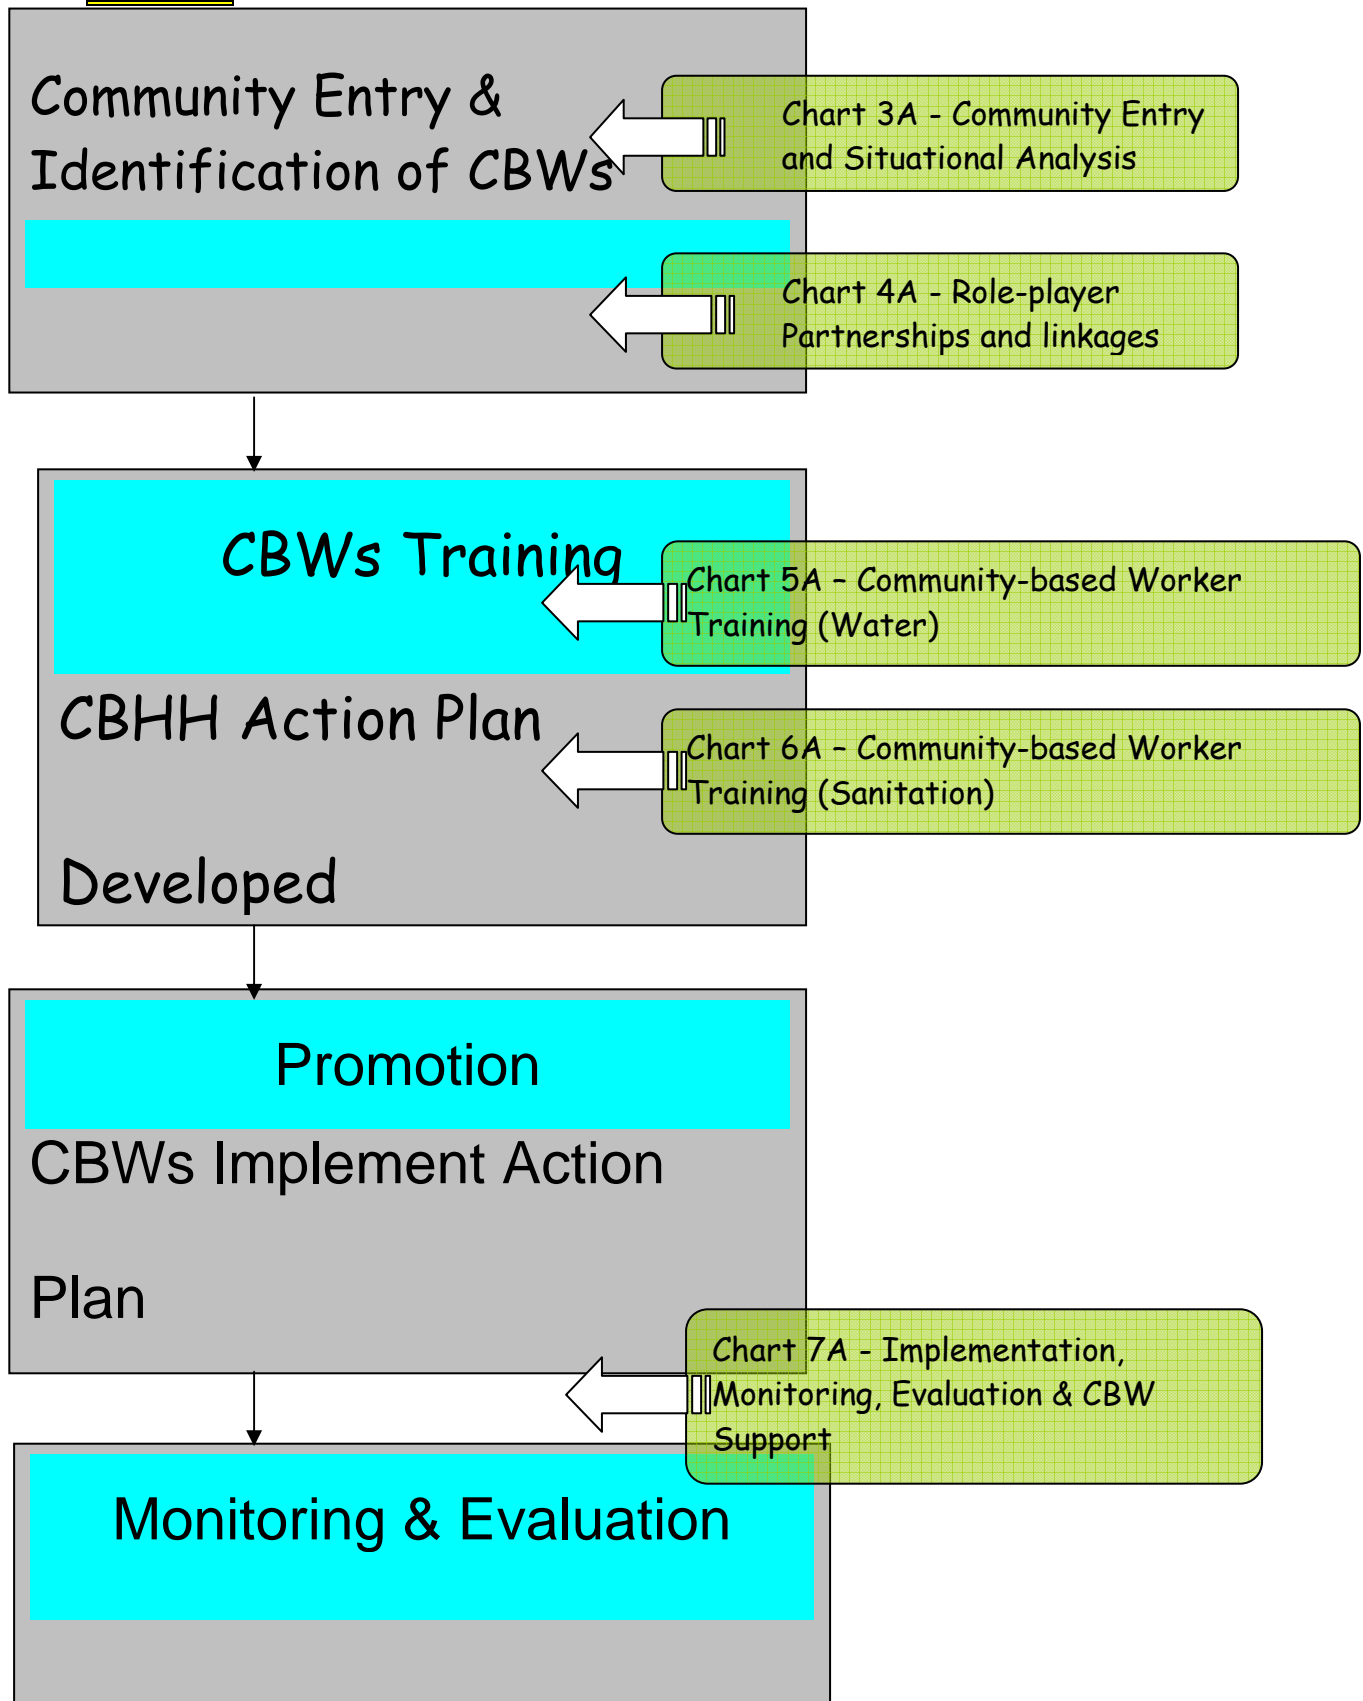 Community Entry &
Identification of CBWs
Chart 3A - Community Entry
and Situational Analysis
Chart 4A - Role-player
Partnerships and linkages
CBWs Training
Chart 5A – Community-based Worker
Training (Water)
CBHH Action Plan
Chart 6A – Community-based Worker
Training (Sanitation)
Developed
Promotion
CBWs Implement Action
Plan
Chart 7A - Implementation,
Monitoring, Evaluation & CBW
Support
Monitoring & Evaluation